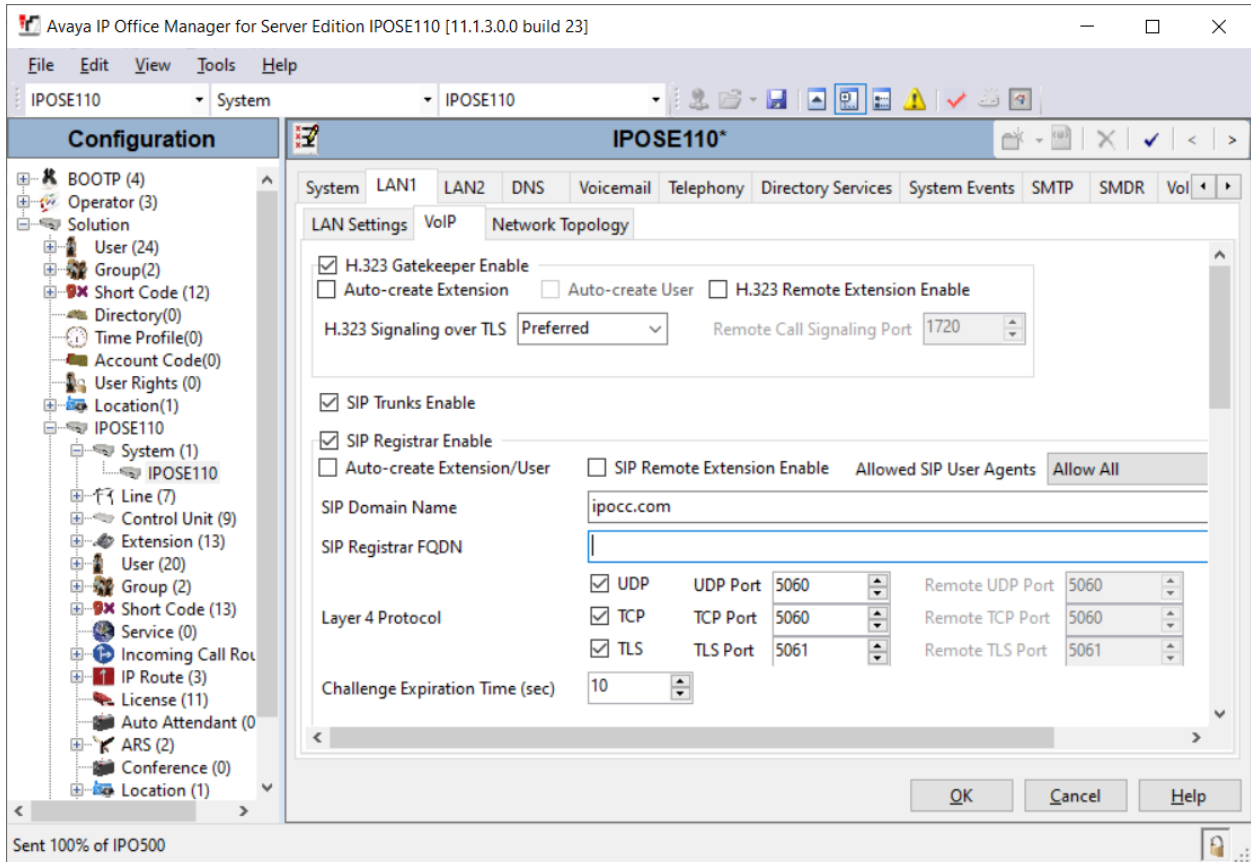 Avaya IP Office Manager for Server Edition IPOSE110 [11.1.3.0.0 build 23]
File Edit View Tools Help
IPOSE110 System IPOSE110
Configuration
BOOTP (4)
Operator (3)
Solution
User (24)
Group(2)
Short Code (12)
Directory(0)
Time Profile(0)
Account Code(0)
User Rights (0)
Location(1)
IPOSE110
System (1)
IPOSE110
Line (7)
Control Unit (9)
Extension (13)
User (20)
Group (2)
Short Code (13)
Service (0)
Incoming Call Rou
IP Route (3)
License (11)
Auto Attendant (0
ARS (2)
Conference (0)
Location (1)
IPOSE110*
System LAN1 LAN2 DNS Voicemail Telephony Directory Services System Events SMTP SMDR VoI
LAN Settings VoIP Network Topology
H.323 Gatekeeper Enable
Auto-create Extension Auto-create User H.323 Remote Extension Enable
H.323 Signaling over TLS Preferred Remote Call Signaling Port 1720
SIP Trunks Enable
SIP Registrar Enable
Auto-create Extension/User SIP Remote Extension Enable Allowed SIP User Agents Allow All
SIP Domain Name ipocc.com
SIP Registrar FQDN
UDP UDP Port 5060 Remote UDP Port 5060
Layer 4 Protocol TCP TCP Port 5060 Remote TCP Port 5060
TLS TLS Port 5061 Remote TLS Port 5061
Challenge Expiration Time (sec) 10
OK Cancel Help
Sent 100% of IPO500